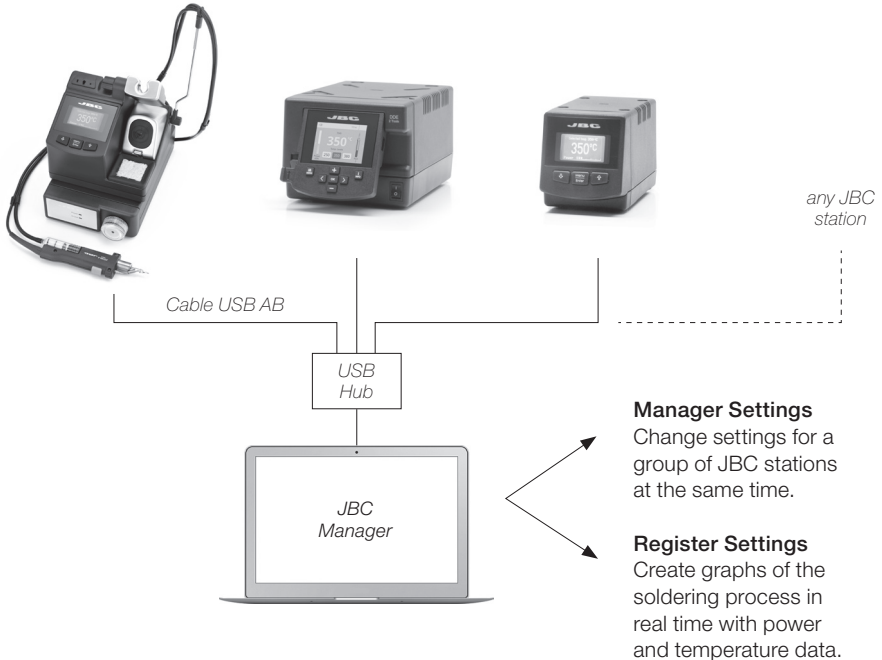 JBC
350
JBC
350
JBC
350°C
any JBC
station
Cable USB AB
USB
Hub
JBC
Manager
Manager Settings
Change settings for a
group of JBC stations
at the same time.
Register Settings
Create graphs of the
soldering process in
real time with power
and temperature data.